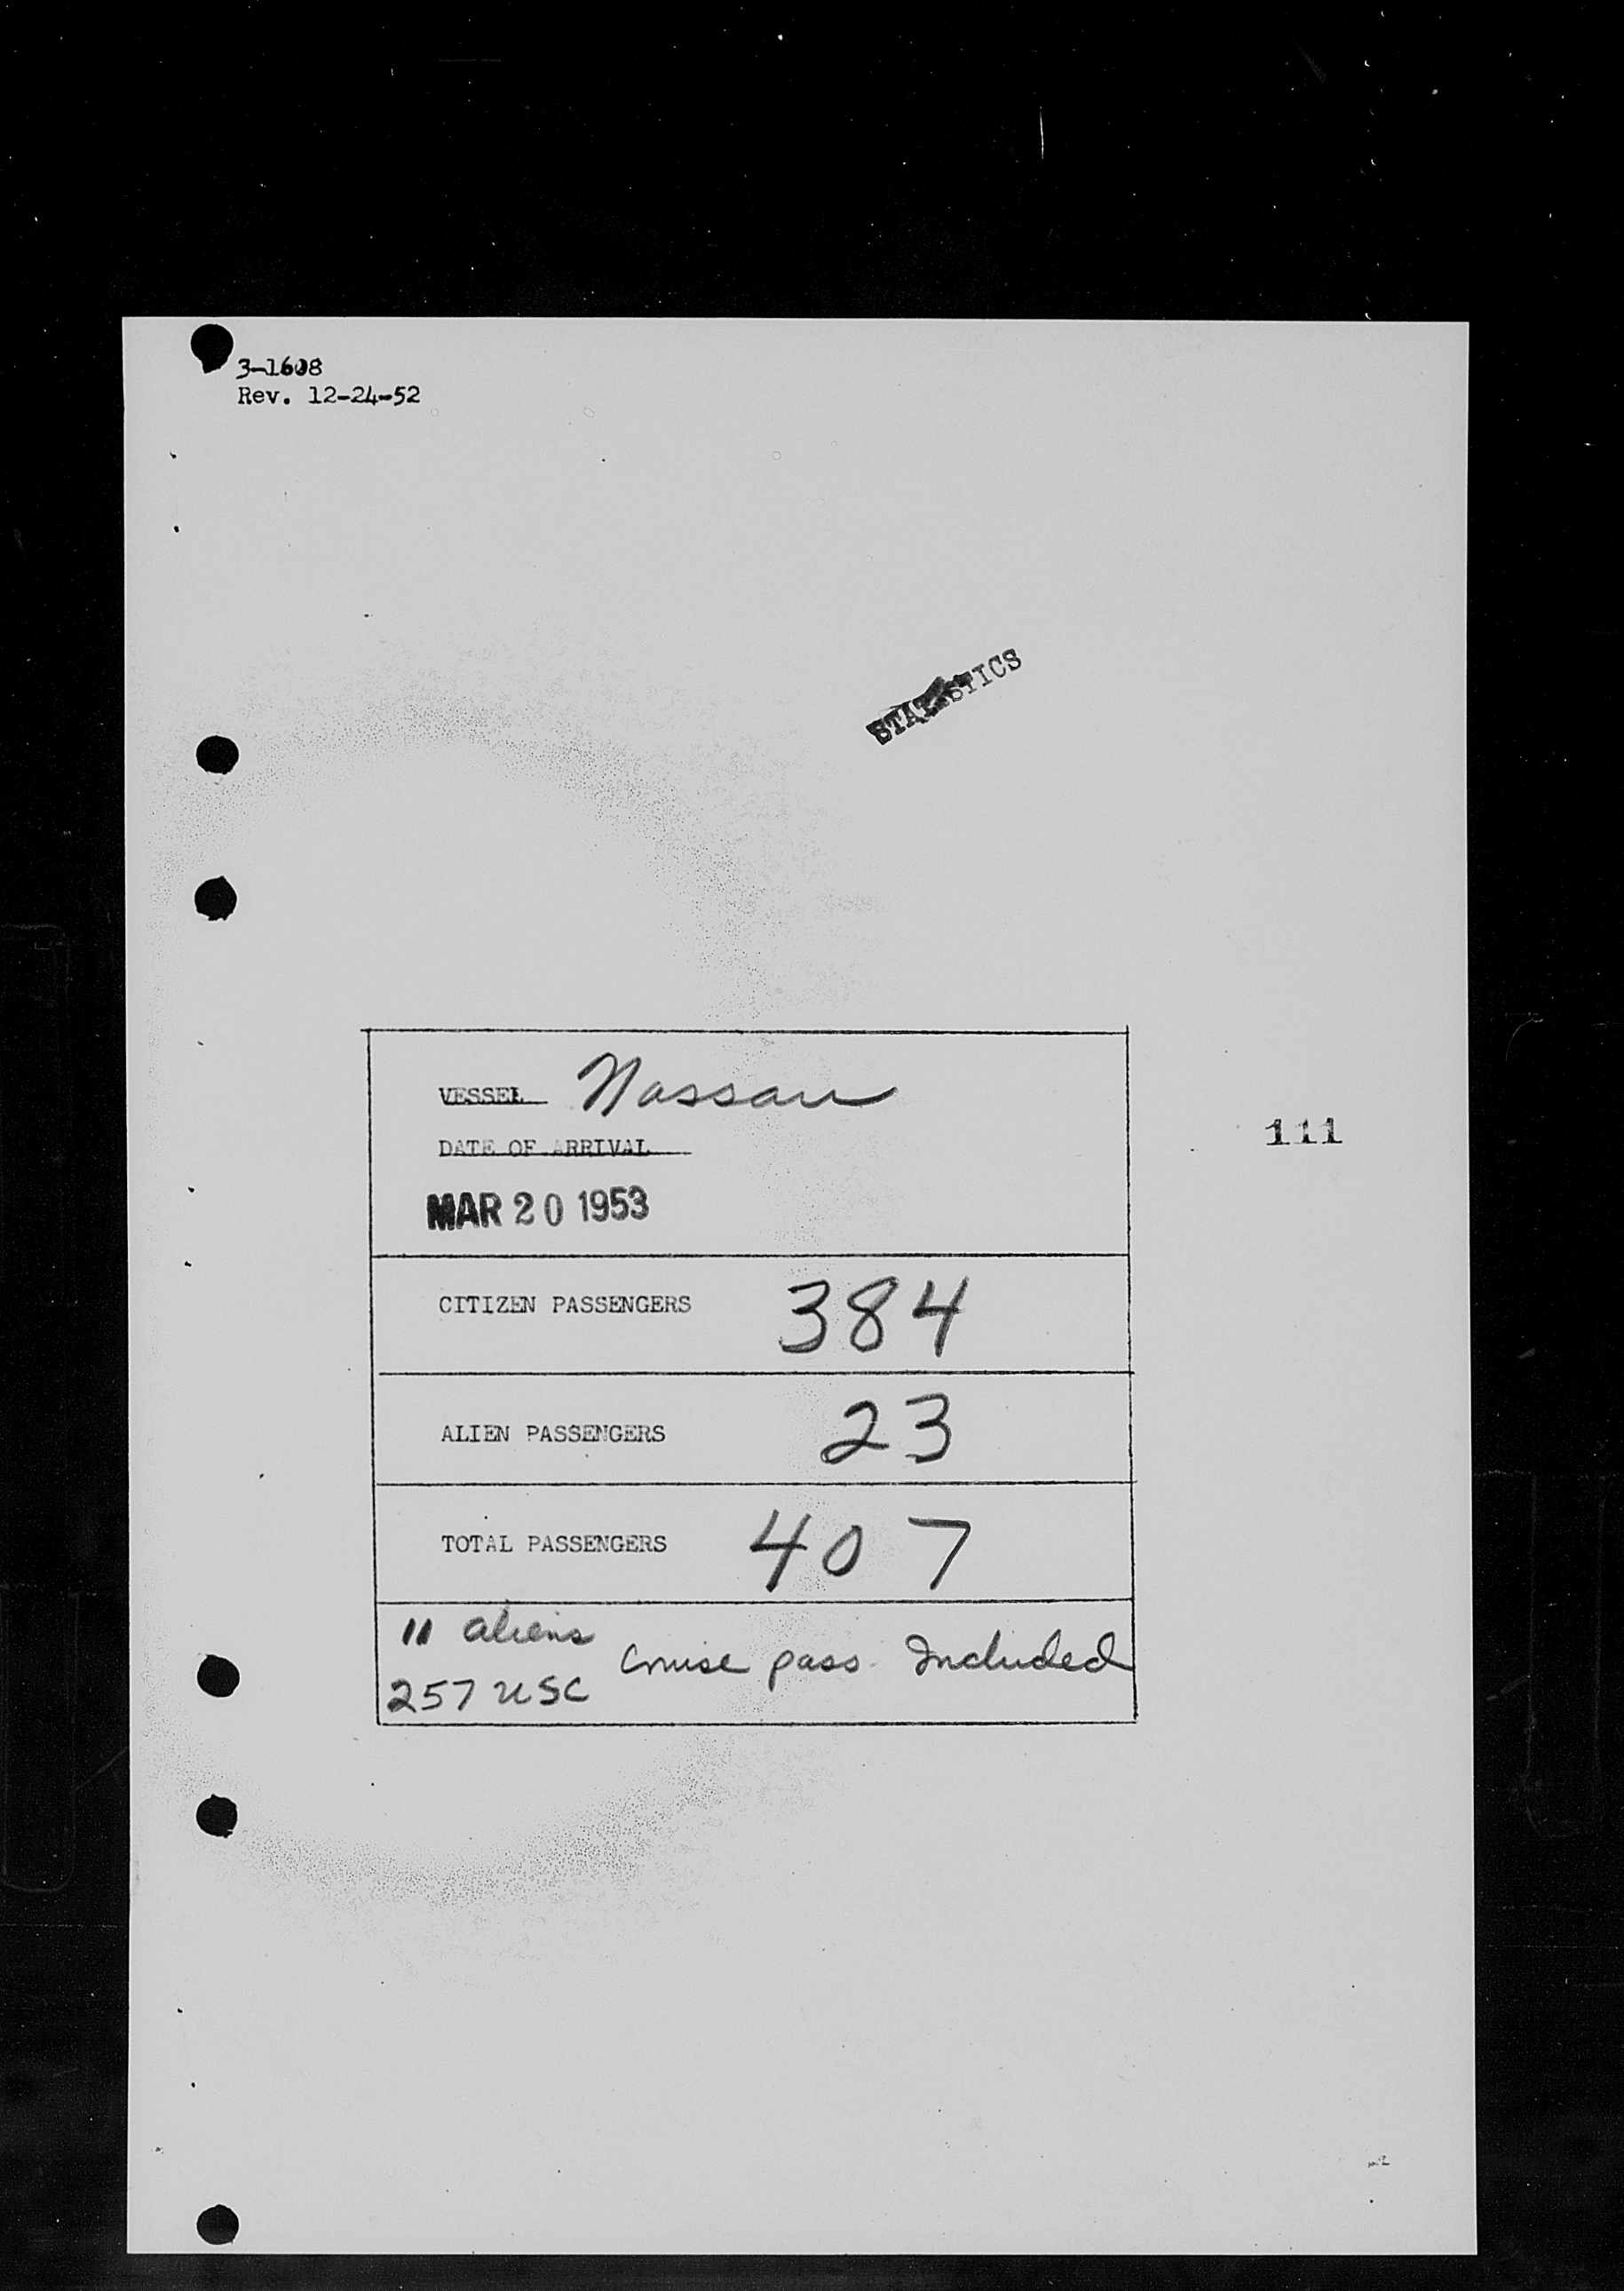 3-1608
Rev. 12-24-52
STATISTICS
VESSEL Nassau
DATE OF ARRIVAL
111
MAR 20 1953
CITIZEN PASSENGERS 384
ALIEN PASSENGERS 23
TOTAL PASSENGERS 407
11 aliens
Cruise pass. Included
257 USC